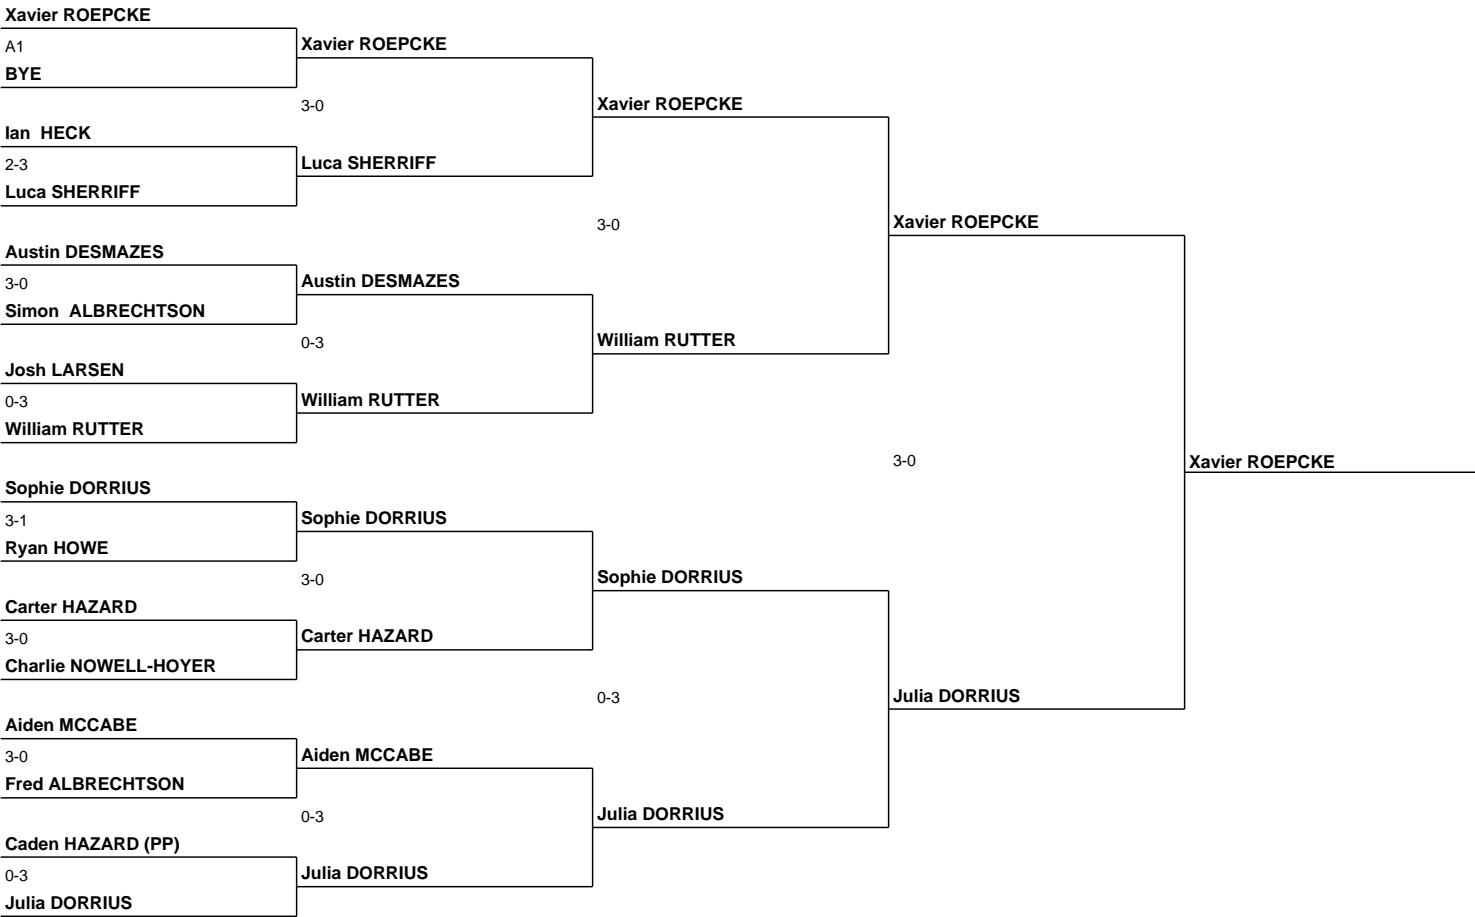 Xavier ROEPCKE
A1
BYE
Ian  HECK
2-3
Luca SHERRIFF
Austin DESMAZES
3-0
Simon  ALBRECHTSON
Josh LARSEN
0-3
William RUTTER
Sophie DORRIUS
3-1
Ryan HOWE
Carter HAZARD
3-0
Charlie NOWELL-HOYER
Aiden MCCABE
3-0
Fred ALBRECHTSON
Caden HAZARD (PP)
0-3
Julia DORRIUS
Xavier ROEPCKE
3-0
Luca SHERRIFF
Austin DESMAZES
0-3
William RUTTER
Sophie DORRIUS
3-0
Carter HAZARD
Aiden MCCABE
0-3
Julia DORRIUS
Xavier ROEPCKE
3-0
William RUTTER
Sophie DORRIUS
0-3
Julia DORRIUS
Xavier ROEPCKE
3-0
Julia DORRIUS
Xavier ROEPCKE